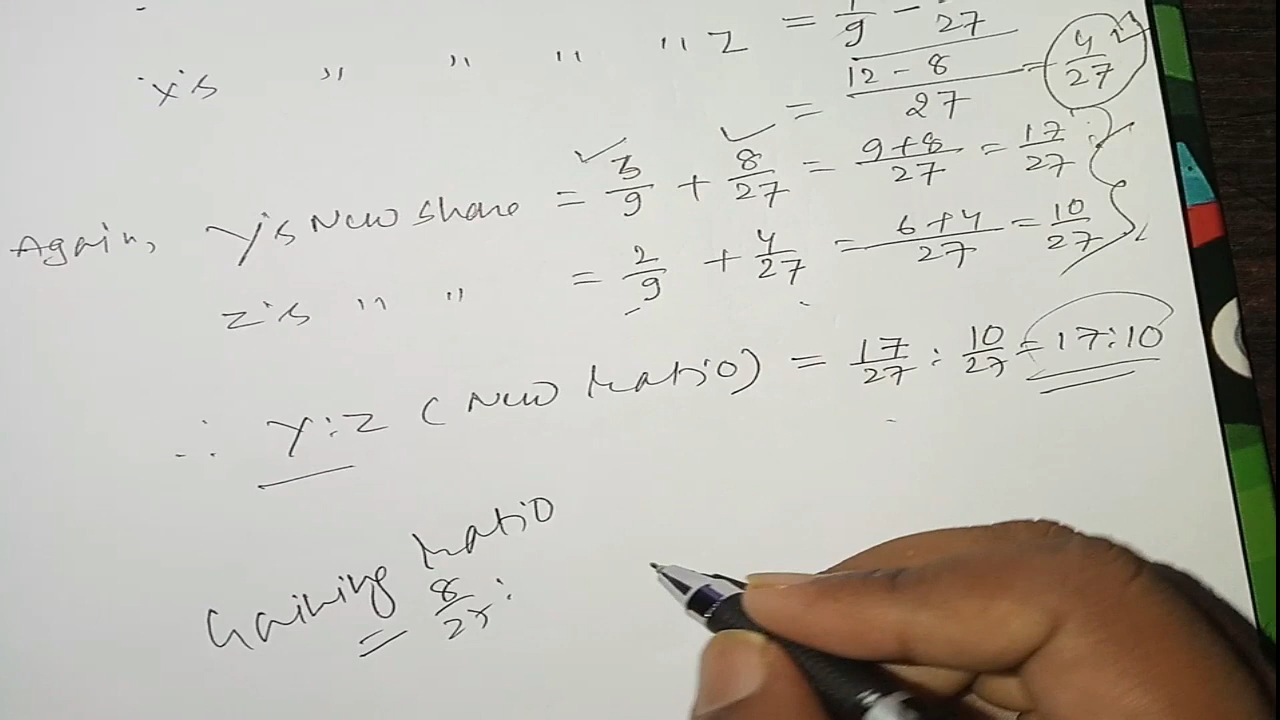 x's " " " " z = 1/9 - /27
= 12 - 8/27 = 4/27
Again, Y's New share = 3/9 + 8/27 = 9+8/27 = 17/27
z's " " = 2/9 + 4/27 = 6+4/27 = 10/27
∴ Y:Z (New Ratio) = 17/27 : 10/27 = 17:10
Gaining Ratio
= 8/27 :